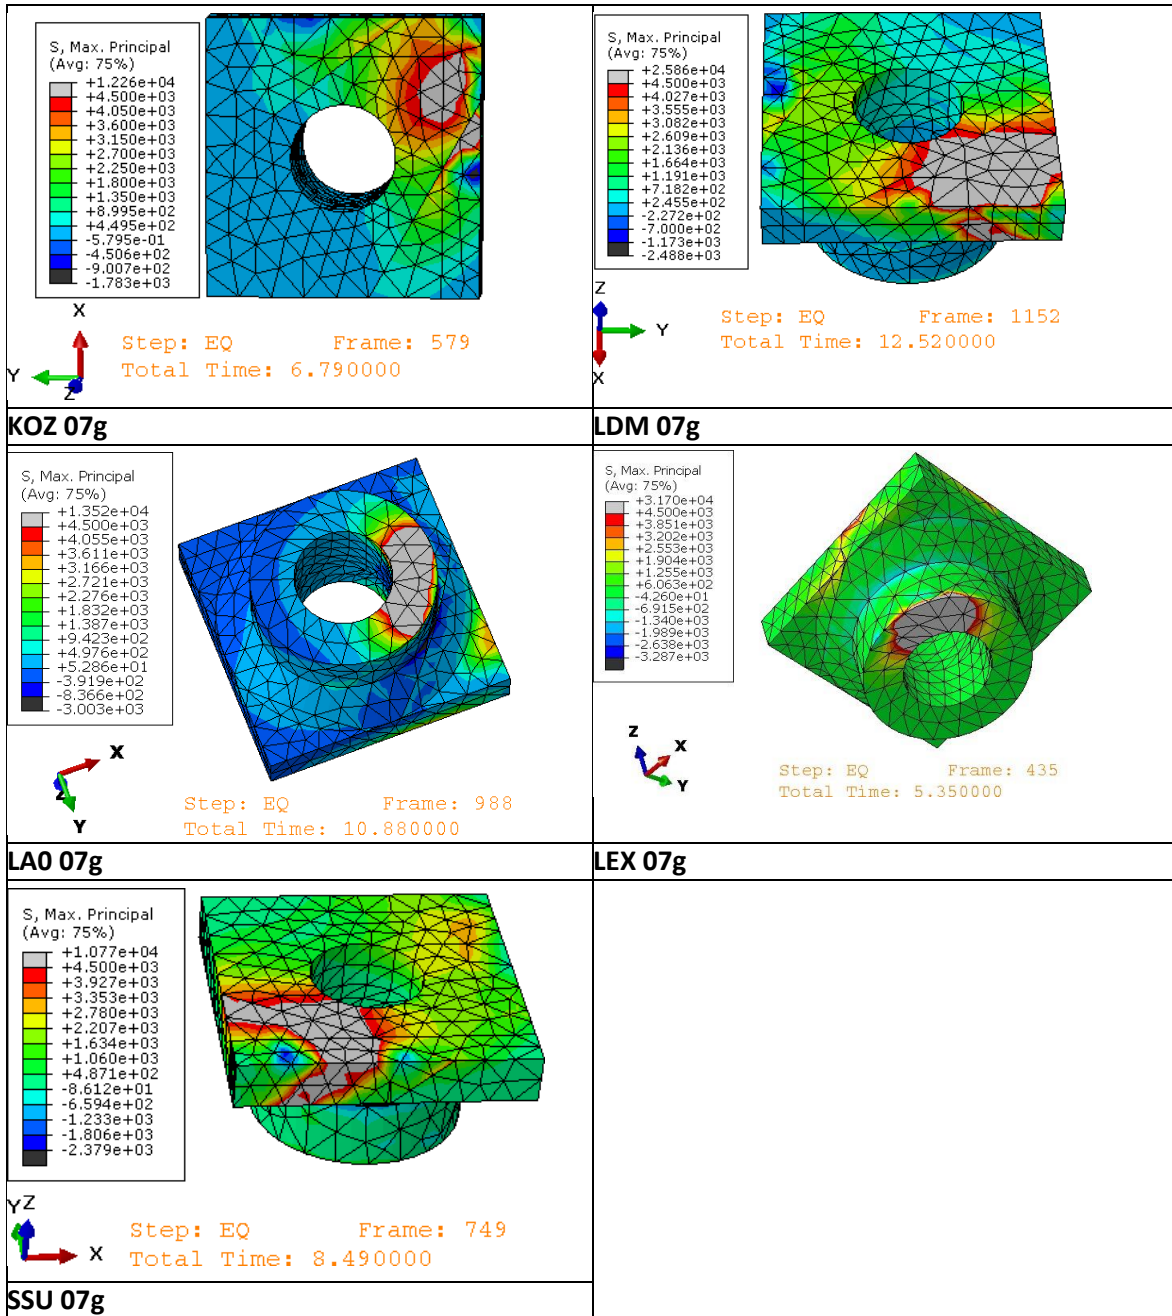 S, Max. Principal
(Avg: 75%)
+1.226e+04
+4.500e+03
+4.050e+03
+3.600e+03
+3.150e+03
+2.700e+03
+2.250e+03
+1.800e+03
+1.350e+03
+8.995e+02
+4.495e+02
-5.795e-01
-4.506e+02
-9.007e+02
-1.783e+03
X
Y
Z
Step: EQ Frame: 579
Total Time: 6.790000
KOZ 07g
S, Max. Principal
(Avg: 75%)
+2.586e+04
+4.500e+03
+4.027e+03
+3.555e+03
+3.082e+03
+2.609e+03
+2.136e+03
+1.664e+03
+1.191e+03
+7.182e+02
+2.455e+02
-2.272e+02
-7.000e+02
-1.173e+03
-2.488e+03
Z
Y
X
Step: EQ Frame: 1152
Total Time: 12.520000
LDM 07g
S, Max. Principal
(Avg: 75%)
+1.352e+04
+4.500e+03
+4.055e+03
+3.611e+03
+3.166e+03
+2.721e+03
+2.276e+03
+1.832e+03
+1.387e+03
+9.423e+02
+4.976e+02
+5.286e+01
-3.919e+02
-8.366e+02
-3.003e+03
X
Z
Y
Step: EQ Frame: 988
Total Time: 10.880000
LA0 07g
S, Max. Principal
(Avg: 75%)
+3.170e+04
+4.500e+03
+3.851e+03
+3.202e+03
+2.553e+03
+1.904e+03
+1.255e+03
+6.063e+02
-4.260e+01
-6.915e+02
-1.340e+03
-1.989e+03
-2.638e+03
-3.287e+03
Z
X
Y
Step: EQ Frame: 435
Total Time: 5.350000
LEX 07g
S, Max. Principal
(Avg: 75%)
+1.077e+04
+4.500e+03
+3.927e+03
+3.353e+03
+2.780e+03
+2.207e+03
+1.634e+03
+1.060e+03
+4.871e+02
-8.612e+01
-6.594e+02
-1.233e+03
-1.806e+03
-2.379e+03
Y
Z
X
Step: EQ Frame: 749
Total Time: 8.490000
SSU 07g